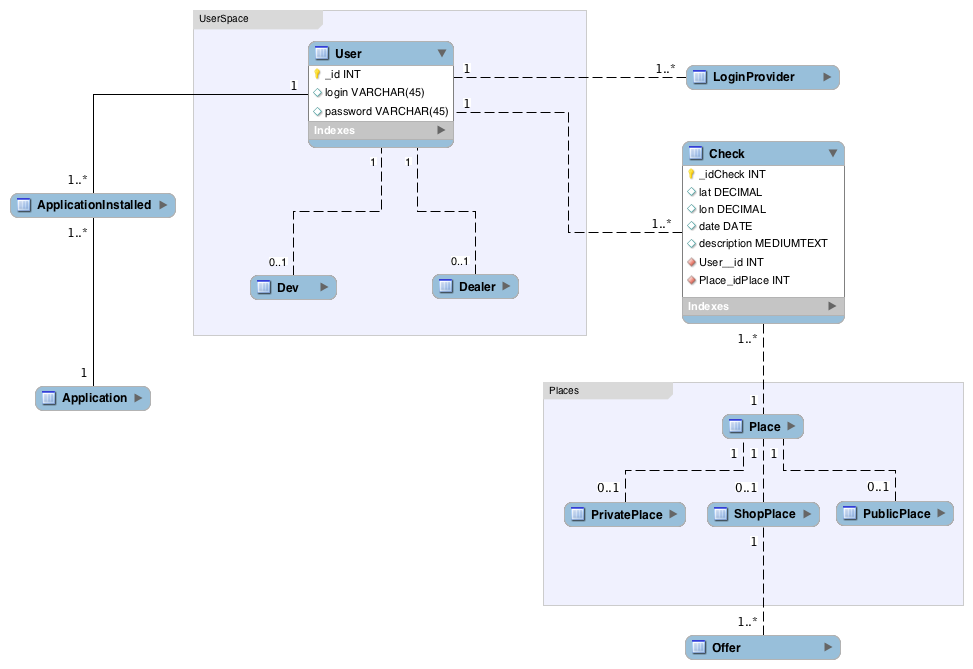 UserSpace
User
_id INT
login VARCHAR(45)
password VARCHAR(45)
Indexes
1
1..*
LoginProvider
1
1
1..*
ApplicationInstalled
1..*
1
Application
1
1
0..1
0..1
Dev
Dealer
1..*
Check
_idCheck INT
lat DECIMAL
lon DECIMAL
date DATE
description MEDIUMTEXT
User__id INT
Place_idPlace INT
Indexes
1..*
Places
1
Place
1
1
1
0..1
0..1
0..1
PrivatePlace
ShopPlace
PublicPlace
1
1..*
Offer